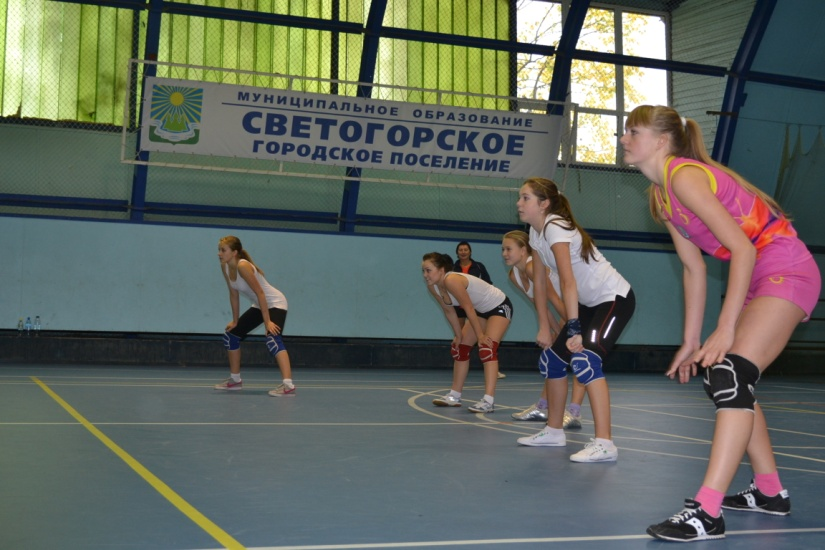 МУНИЦИПАЛЬНОЕ ОБРАЗОВАНИЕ
СВЕТОГОРСКОЕ
ГОРОДСКОЕ ПОСЕЛЕНИЕ